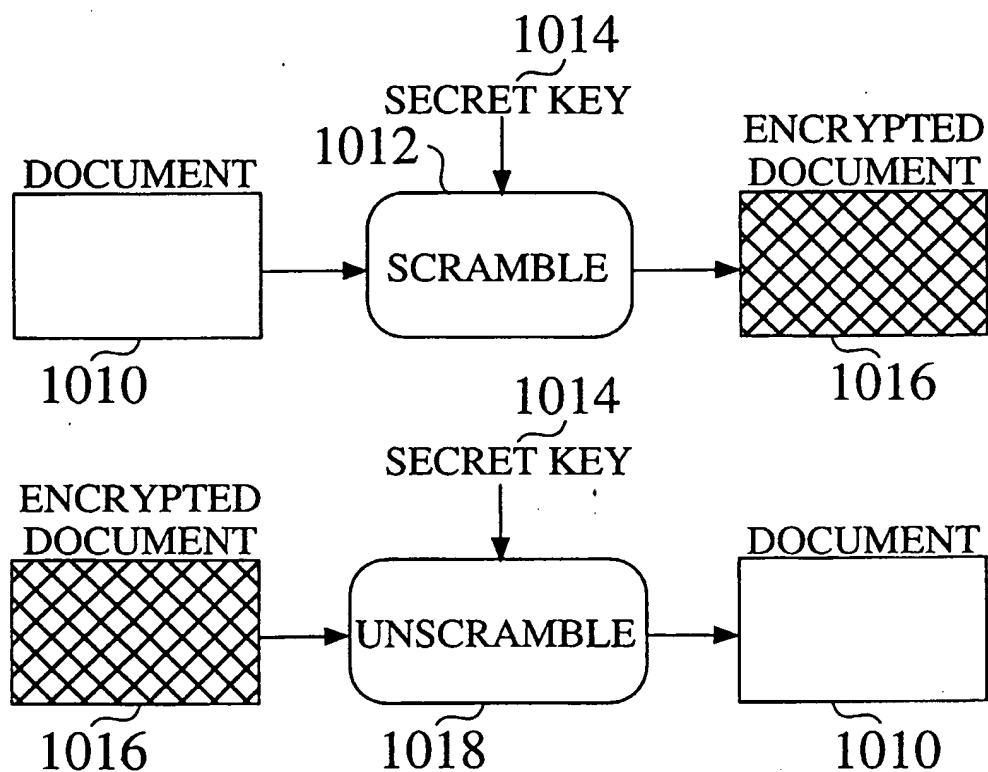 1014
SECRET KEY
1012
DOCUMENT
SCRAMBLE
ENCRYPTED
DOCUMENT
1010
1016
1014
SECRET KEY
ENCRYPTED
DOCUMENT
UNSCRAMBLE
DOCUMENT
1016
1018
1010